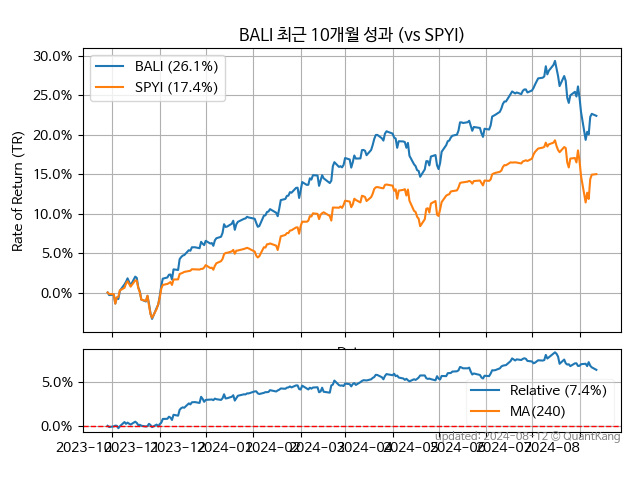 BALI 최근 10개월 성과 (vs SPYI)
Rate of Return (TR)
30.0%
25.0%
20.0%
15.0%
10.0%
5.0%
0.0%
BALI (26.1%)
SPYI (17.4%)
5.0%
0.0%
Relative (7.4%)
MA(240)
updated: 2024-08-12 © QuantKang
2023-10 2023-11 2023-12 2024-01 2024-02 2024-03 2024-04 2024-05 2024-06 2024-07 2024-08